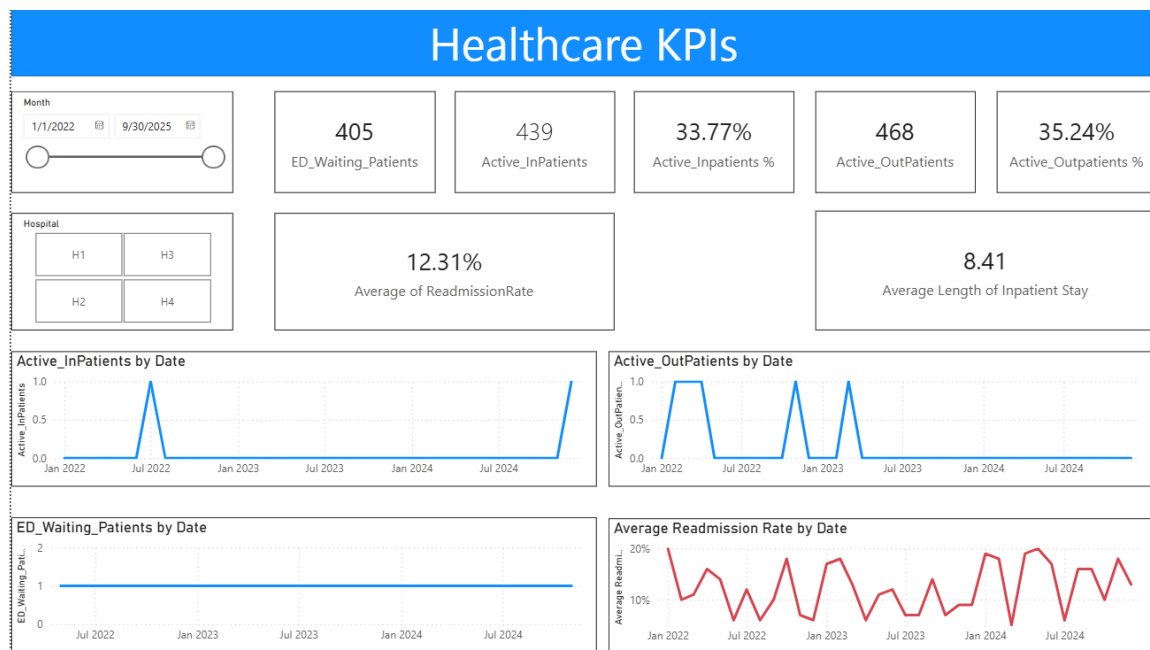 Healthcare KPIs
Month
1/1/2022 9/30/2025
405
ED_Waiting_Patients
439
Active_InPatients
33.77%
Active_Inpatients %
468
Active_OutPatients
35.24%
Active_Outpatients %
Hospital
H1 H3
H2 H4
12.31%
Average of ReadmissionRate
8.41
Average Length of Inpatient Stay
Active_InPatients by Date
Active_InPatients
1.0
0.5
0.0
Jan 2022 Jul 2022 Jan 2023 Jul 2023 Jan 2024 Jul 2024
Active_OutPatients by Date
Active_OutPatien...
1.0
0.5
0.0
Jan 2022 Jul 2022 Jan 2023 Jul 2023 Jan 2024 Jul 2024
ED_Waiting_Patients by Date
ED_Waiting_Pati...
2
1
0
Jul 2022 Jan 2023 Jul 2023 Jan 2024 Jul 2024
Average Readmission Rate by Date
Average Readmi...
20%
10%
Jan 2022 Jul 2022 Jan 2023 Jul 2023 Jan 2024 Jul 2024